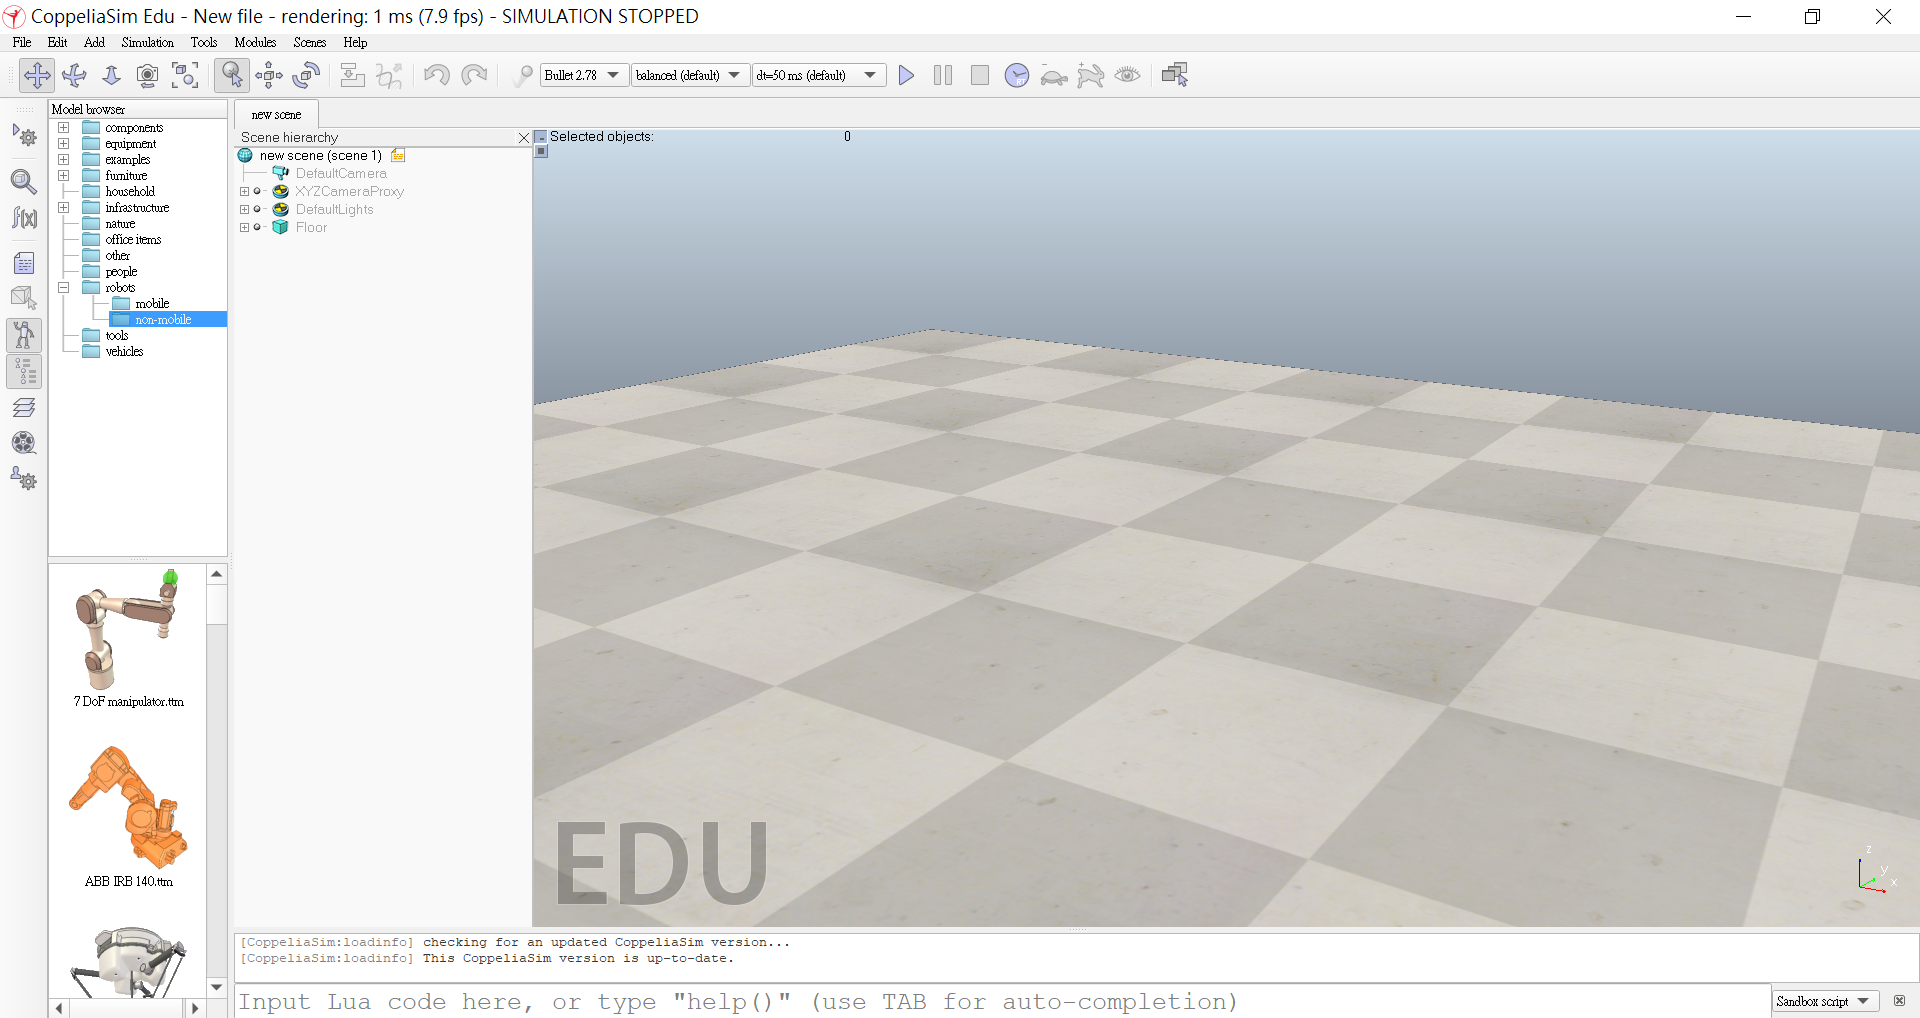 CoppeliaSim Edu - New file - rendering: 1 ms (7.9 fps) - SIMULATION STOPPED
File Edit Add Simulation Tools Modules Scenes Help
Bullet 2.78 balanced (default) dt=50 ms (default)
Model browser
components
equipment
examples
furniture
household
infrastructure
nature
office items
other
people
robots
mobile
non-mobile
tools
vehicles
7 DoF manipulator.ttm
ABB IRB 140.ttm
new scene
Scene hierarchy
new scene (scene 1)
DefaultCamera
XYZCameraProxy
DefaultLights
Floor
Selected objects: 0
EDU
z
y
x
[CoppeliaSim:loadinfo] checking for an updated CoppeliaSim version...
[CoppeliaSim:loadinfo] This CoppeliaSim version is up-to-date.
Input Lua code here, or type "help()" (use TAB for auto-completion)
Sandbox script